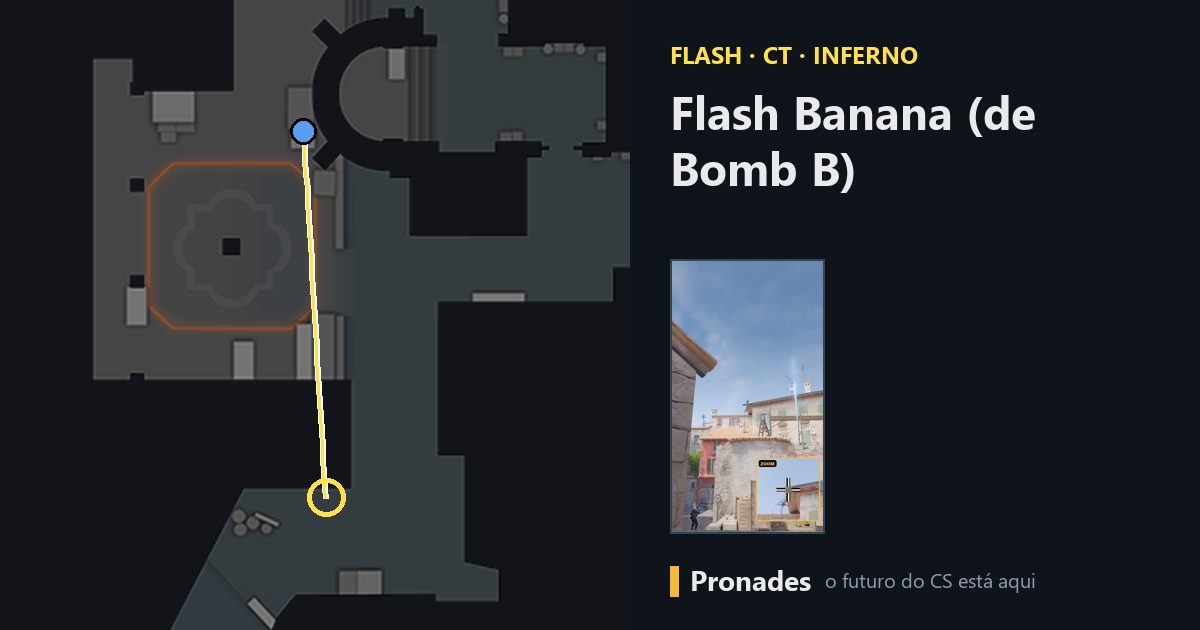 FLASH · CT · INFERNO
Flash Banana (de
Bomb B)
ZOOM
Pronades o futuro do CS está aqui